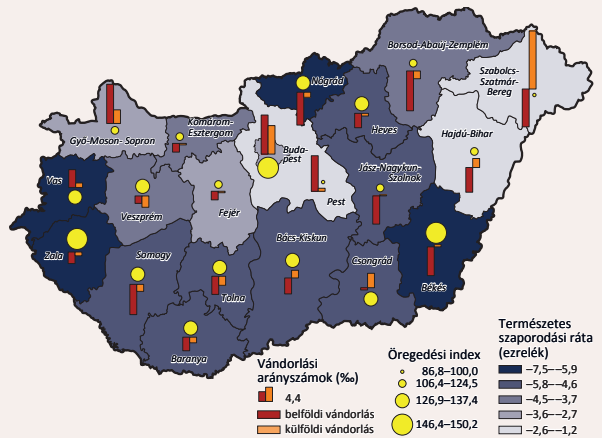 Borsod-Abaúj-Zemplém
Szabolcs-
Szatmár-
Bereg
Nógrád
Komárom-
Esztergom
Győ-Moson- Sopron
Heves
Hajdú-Bihar
Buda-
pest
Pest
Jász-Nagykun-
Szolnok
Vas
Veszprém
Fejér
Zala
Somogy
Bács-Kiskun
Csongrád
Békés
Tolna
Baranya
Vándorlási
arányszámok (‰)
4,4
belföldi vándorlás
külföldi vándorlás
Öregedési index
86,8–100,0
106,4–124,5
126,9–137,4
146,4–150,2
Természetes
szaporodási ráta
(ezrelék)
−7,5–−5,9
−5,8–−4,6
−4,5–−3,7
−3,6–−2,7
−2,6–−1,2